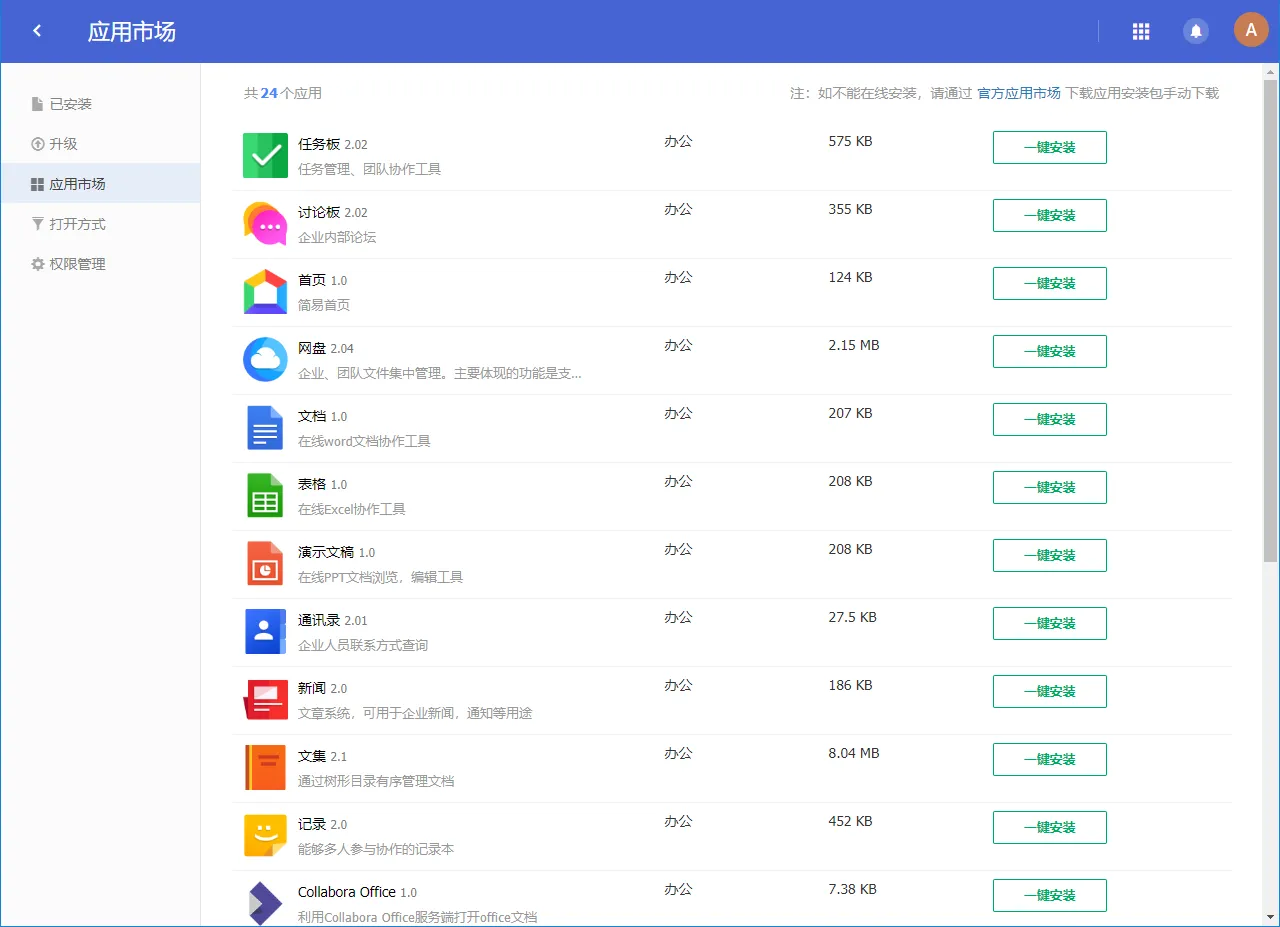 应用市场
A
已安装
升级
应用市场
打开方式
权限管理
共24个应用
注：如不能在线安装，请通过 官方应用市场 下载应用安装包手动下载
任务板 2.02 办公 575 KB 一键安装
任务管理、团队协作工具
讨论板 2.02 办公 355 KB 一键安装
企业内部论坛
首页 1.0 办公 124 KB 一键安装
简易首页
网盘 2.04 办公 2.15 MB 一键安装
企业、团队文件集中管理。主要体现的功能是支...
文档 1.0 办公 207 KB 一键安装
在线word文档协作工具
表格 1.0 办公 208 KB 一键安装
在线Excel协作工具
演示文稿 1.0 办公 208 KB 一键安装
在线PPT文档浏览，编辑工具
通讯录 2.01 办公 27.5 KB 一键安装
企业人员联系方式查询
新闻 2.0 办公 186 KB 一键安装
文章系统，可用于企业新闻，通知等用途
文集 2.1 办公 8.04 MB 一键安装
通过树形目录有序管理文档
记录 2.0 办公 452 KB 一键安装
能够多人参与协作的记录本
Collabora Office 1.0 办公 7.38 KB 一键安装
利用Collabora Office服务端打开office文档